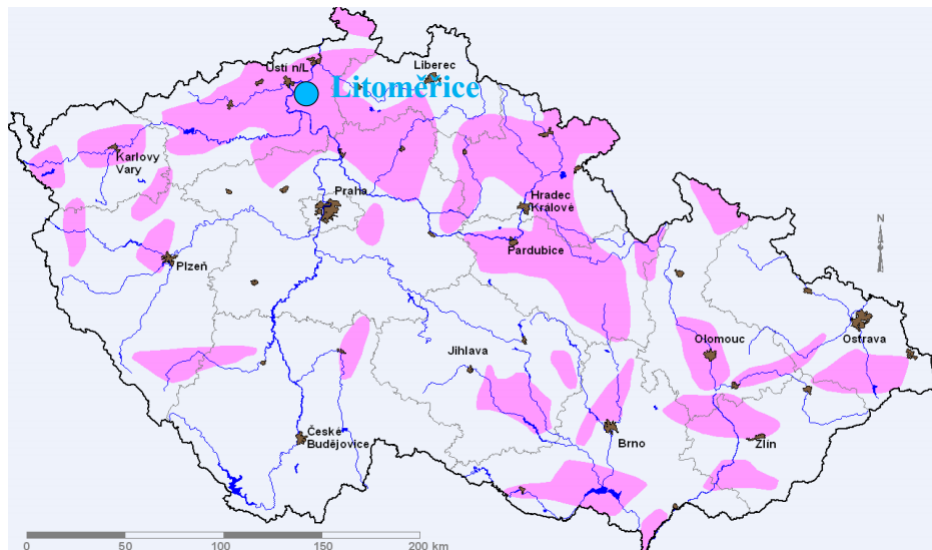 Ústí n/L
Liberec
Litoměřice
Karlovy
Vary
Praha
Hradec
Králové
N
Pardubice
Plzeň
Jihlava
Olomouc
Ostrava
České
Budějovice
Brno
Zlín
0 50 100 150 200 km